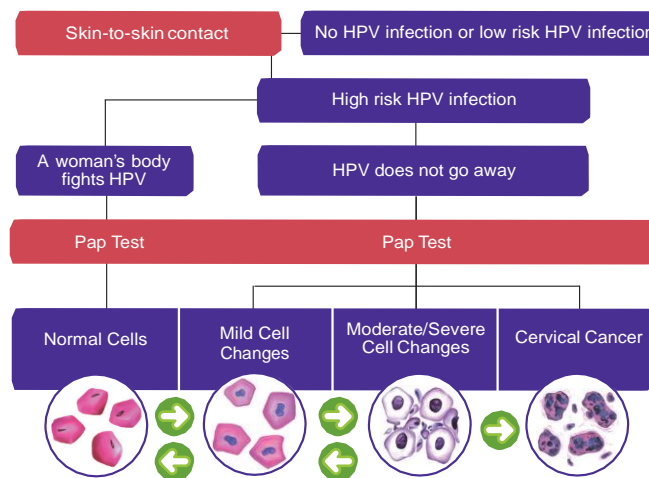 Skin-to-skin contact
No HPV infection or low risk HPV infection
High risk HPV infection
A woman's body
fights HPV
HPV does not go away
Pap Test
Pap Test
Normal Cells
Mild Cell
Changes
Moderate/Severe
Cell Changes
Cervical Cancer